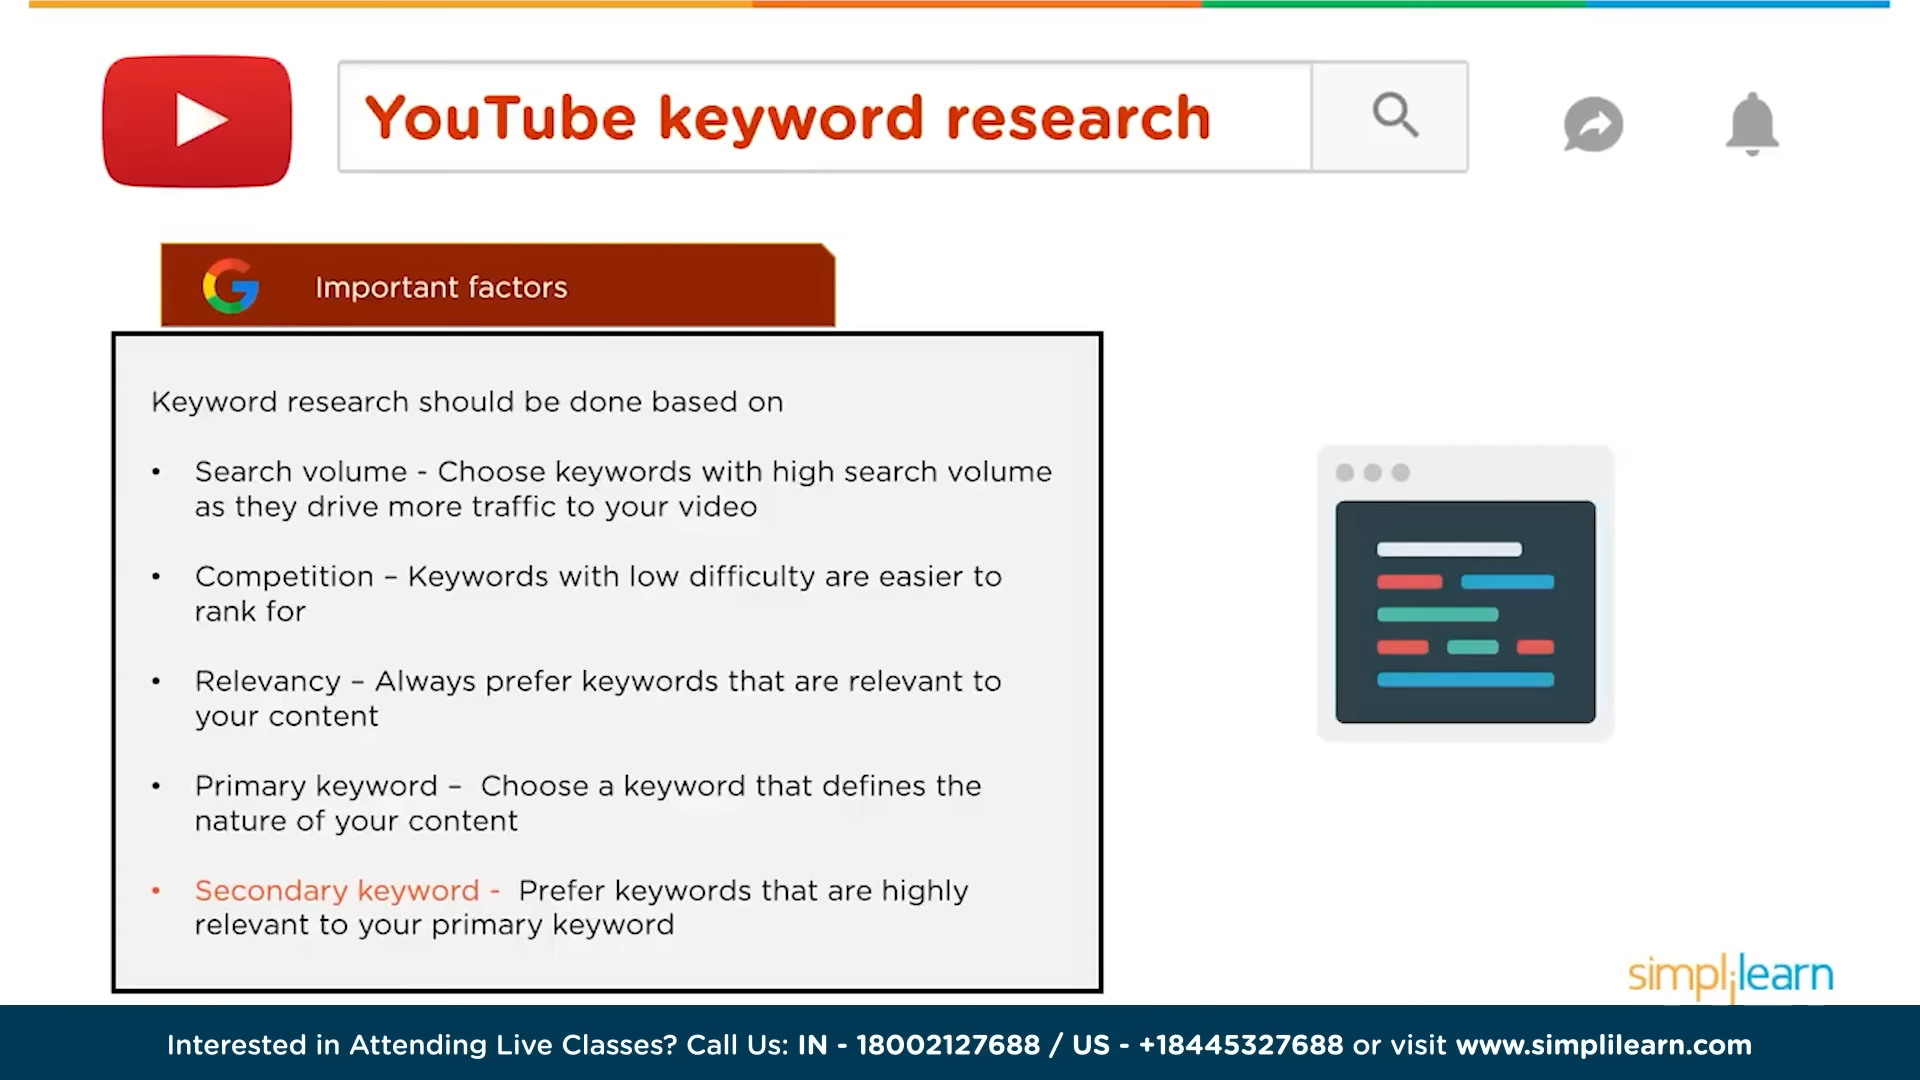 YouTube keyword research
Important factors
Keyword research should be done based on
• Search volume - Choose keywords with high search volume
as they drive more traffic to your video
• Competition – Keywords with low difficulty are easier to
rank for
• Relevancy – Always prefer keywords that are relevant to
your content
• Primary keyword – Choose a keyword that defines the
nature of your content
• Secondary keyword - Prefer keywords that are highly
relevant to your primary keyword
simplilearn
Interested in Attending Live Classes? Call Us: IN - 18002127688 / US - +18445327688 or visit www.simplilearn.com